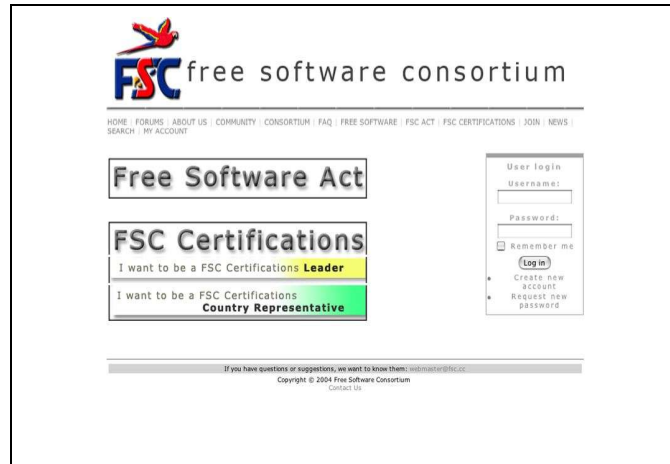 FSC free software consortium
HOME | FORUMS | ABOUT US | COMMUNITY | CONSORTIUM | FAQ | FREE SOFTWARE | FSC ACT | FSC CERTIFICATIONS | JOIN | NEWS |
SEARCH | MY ACCOUNT
Free Software Act
FSC Certifications
I want to be a FSC Certifications Leader
I want to be a FSC Certifications
Country Representative
User login
Username:
Password:
Remember me
Log in
Create new
account
Request new
password
If you have questions or suggestions, we want to know them: webmaster@fsc.cc
Copyright © 2004 Free Software Consortium
Contact Us